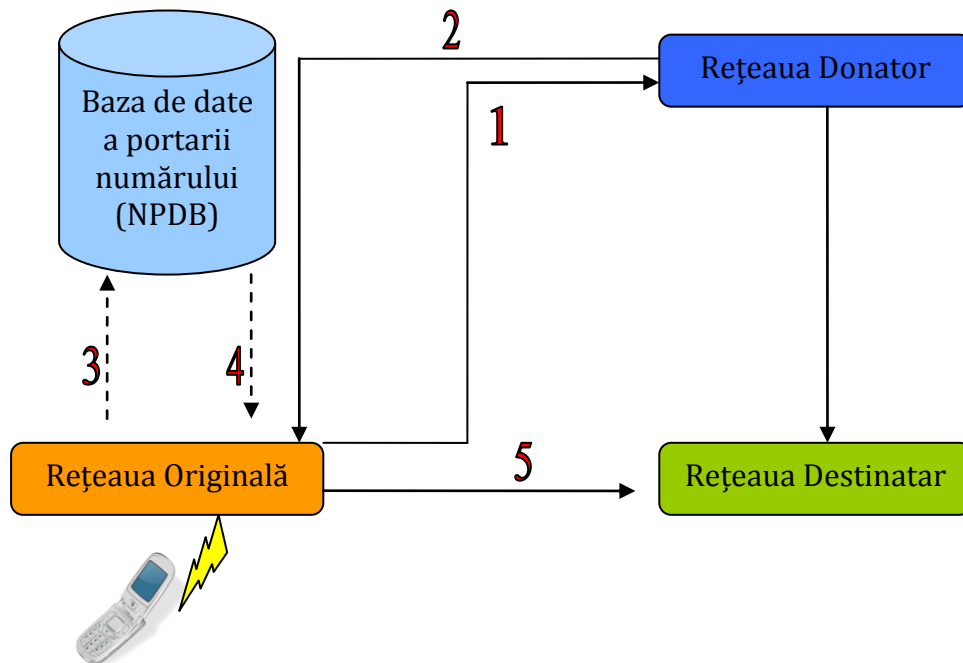 2
Rețeaua Donator
Baza de date
a portarii
numărului
(NPDB)
1
3
4
Rețeaua Originală
5
Rețeaua Destinatar